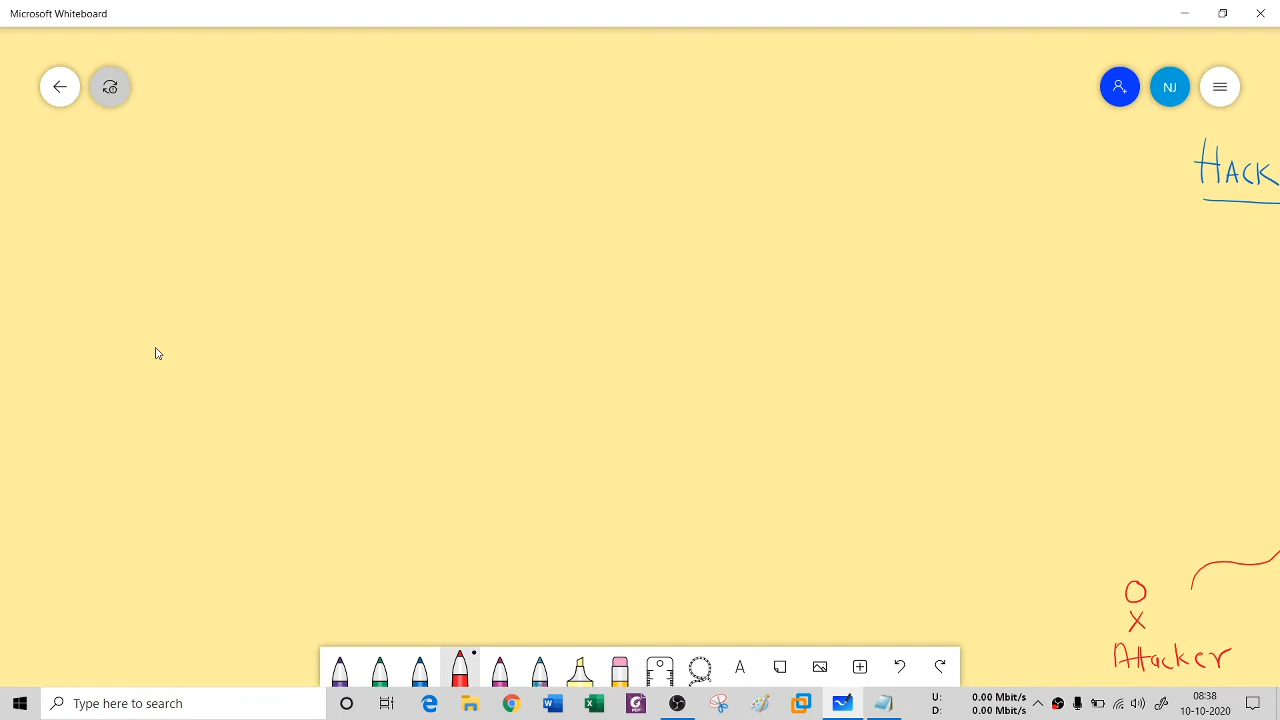 Microsoft Whiteboard
NJ
HACK
Attacker
A
Type here to search
U: 0.00 Mbit/s
D: 0.00 Mbit/s
08:38
10-10-2020